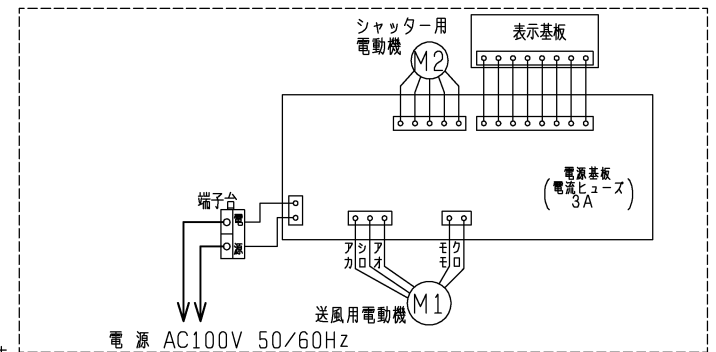 シャッター用
電動機
M2
表示基板
電源基板
(電流ヒューズ)
3A
端子台
電
源
アカ
シロ
アオ
モモ
クロ
送風用電動機
M1
電 源 AC100V 50/60Hz